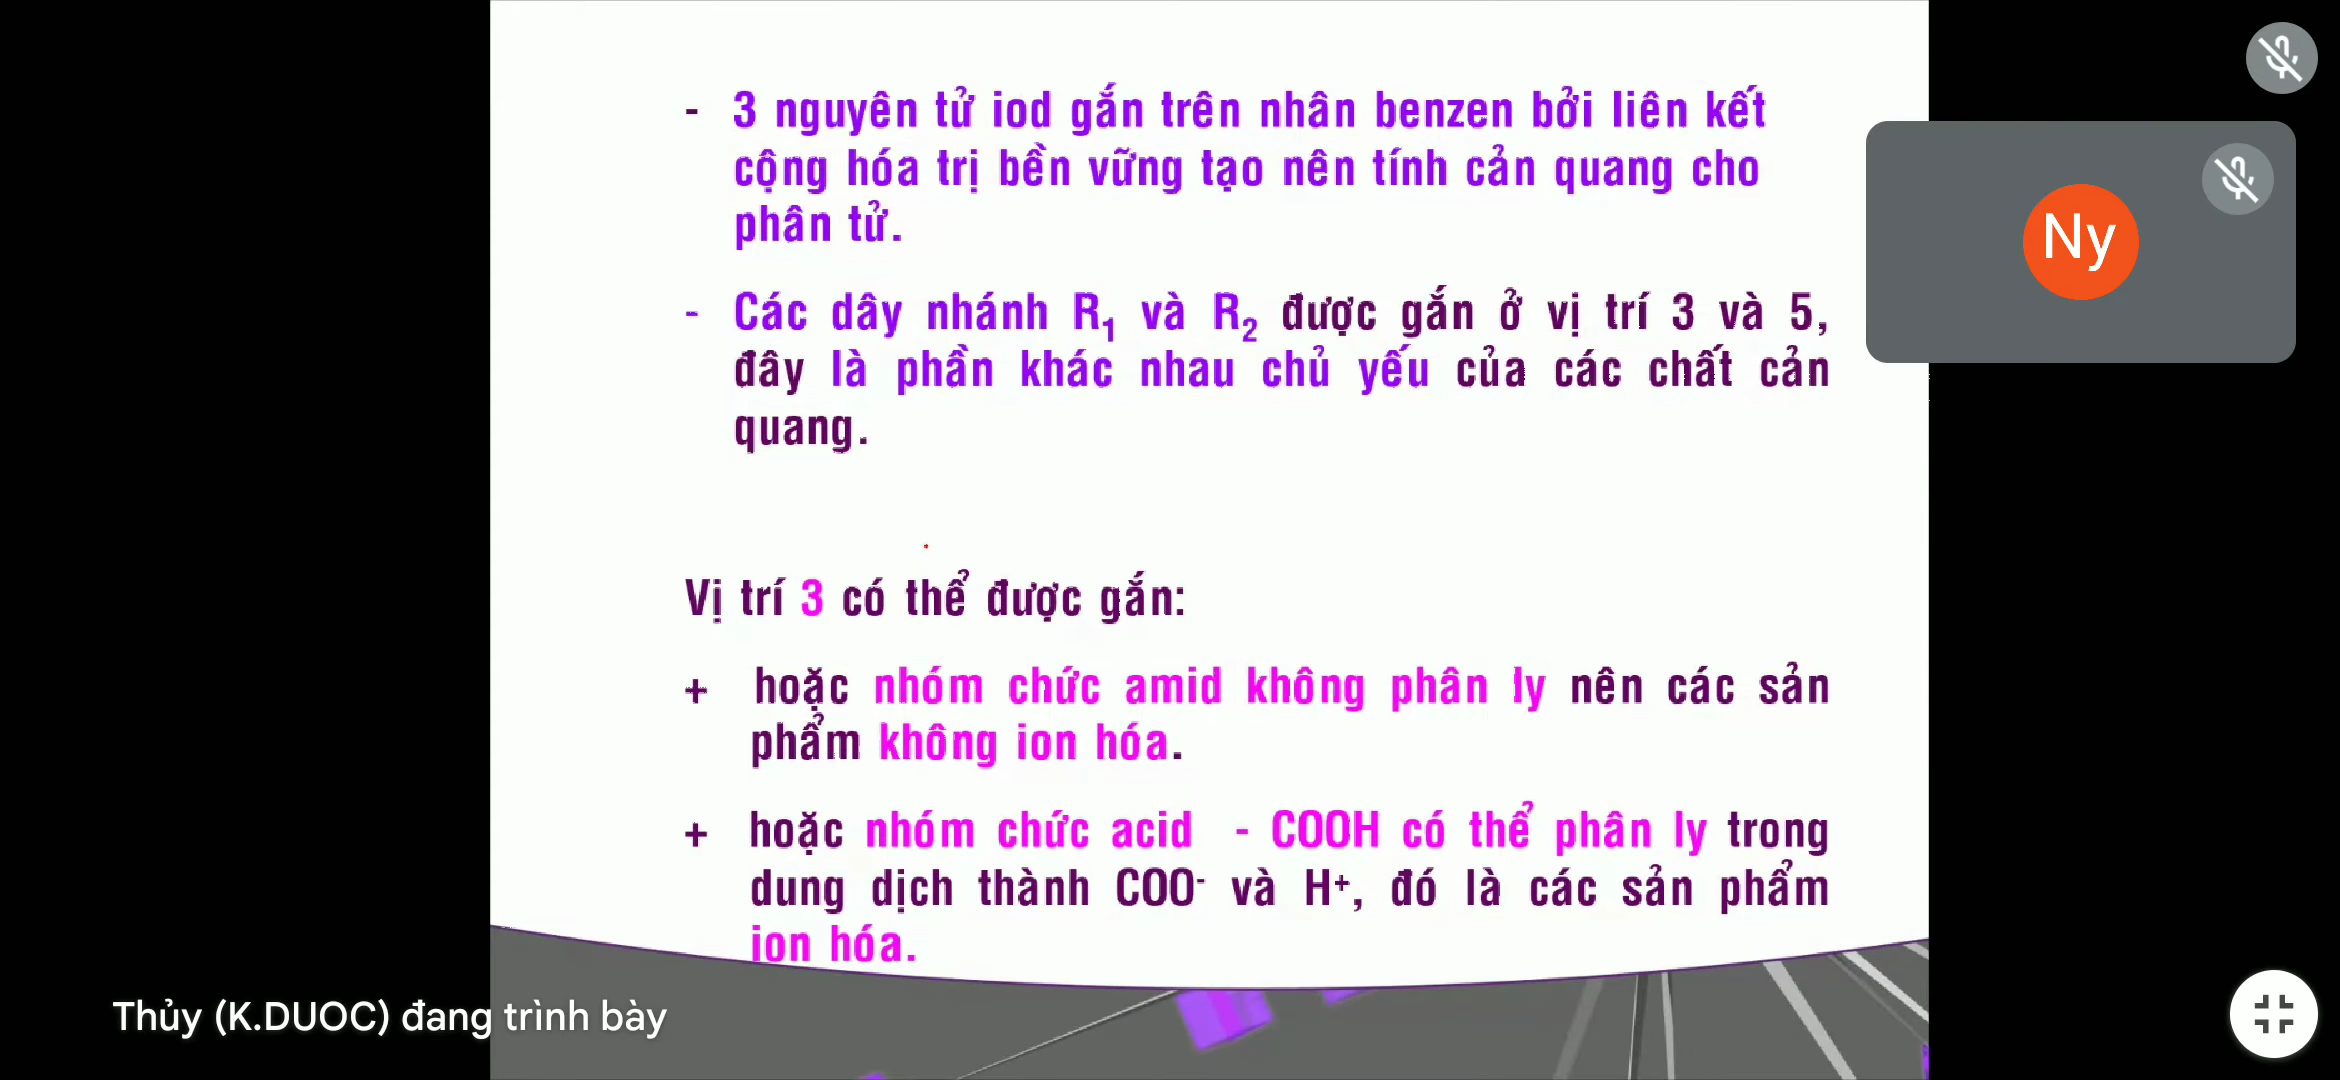 - 3 nguyên tử iod gắn trên nhân benzen bởi liên kết
cộng hóa trị bền vững tạo nên tính cản quang cho
phân tử.
- Các dây nhánh R₁ và R₂ được gắn ở vị trí 3 và 5,
đây là phần khác nhau chủ yếu của các chất cản
quang.
Ny
Vị trí 3 có thể được gắn:
+ hoặc nhóm chức amid không phân ly nên các sản
phẩm không ion hóa.
+ hoặc nhóm chức acid - COOH có thể phân ly trong
dung dịch thành COO⁻ và H⁺, đó là các sản phẩm
ion hóa.
Thủy (K.DUOC) đang trình bày